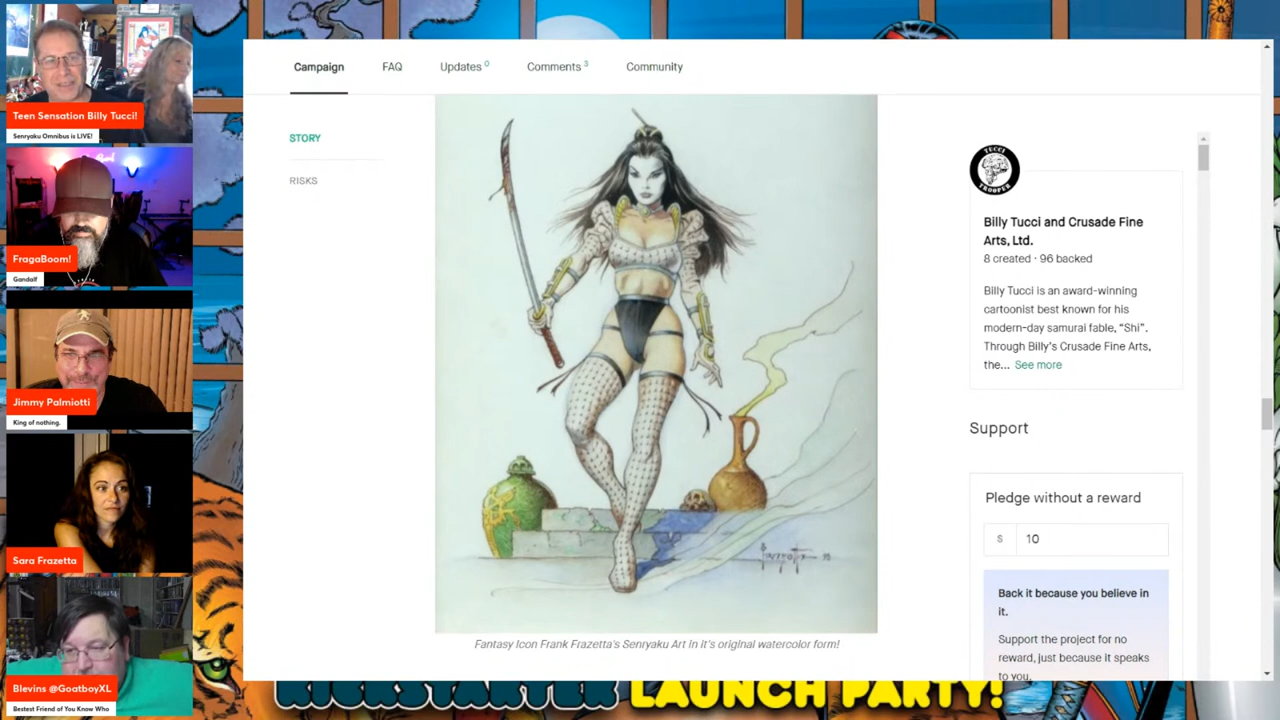 Teen Sensation Billy Tucci!
Senryaku Omnibus is LIVE!
FragaBoom!
Gandalf
Jimmy Palmiotti
King of nothing.
Sara Frazetta
Blevins @GoatboyXL
Bestest Friend of You Know Who
Campaign
FAQ
Updates 0
Comments 3
Community
STORY
RISKS
Frazetta
Fantasy Icon Frank Frazetta's Senryaku Art in it's original watercolor form!
TUCCI
TROOPER
Billy Tucci and Crusade Fine
Arts, Ltd.
8 created · 96 backed
Billy Tucci is an award-winning
cartoonist best known for his
modern-day samurai fable, “Shi”.
Through Billy's Crusade Fine Arts,
the... See more
Support
Pledge without a reward
$ 10
Back it because you believe in
it.
Support the project for no
reward, just because it speaks
to you.
KICKSTARTER LAUNCH PARTY!